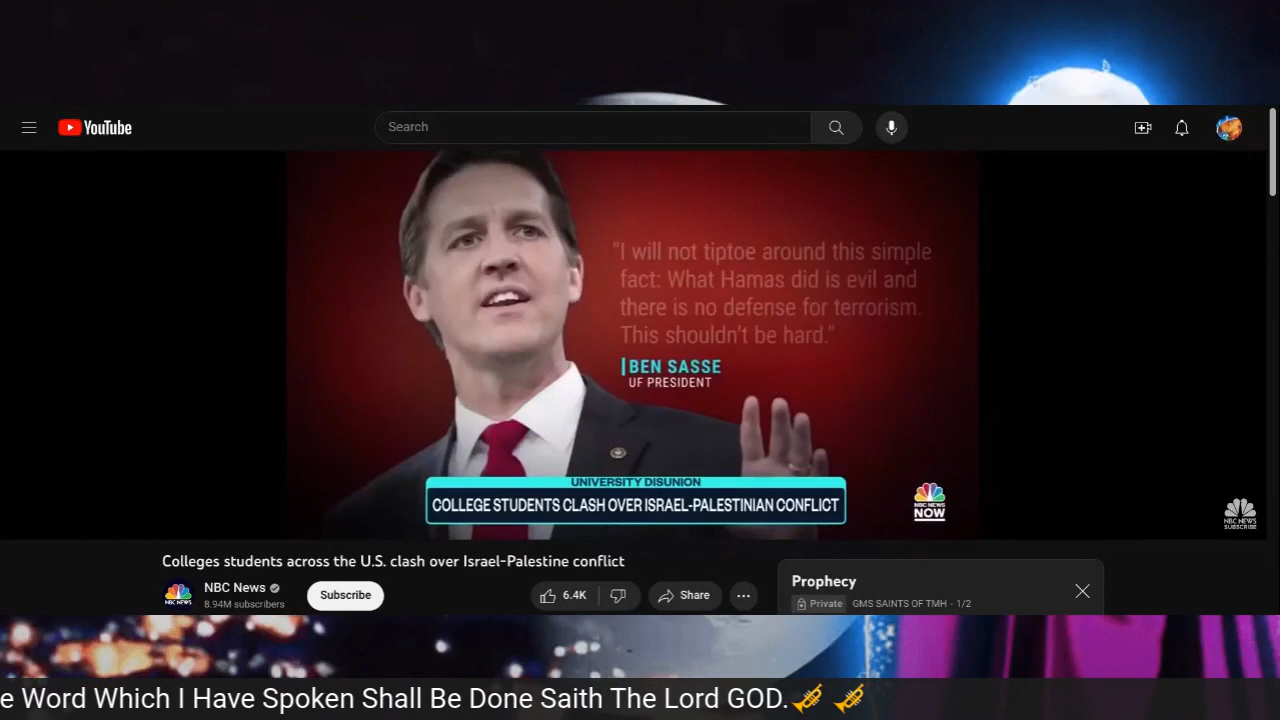 YouTube
Search
"I will not tiptoe around this simple
fact: What Hamas did is evil and
there is no defense for terrorism.
This shouldn't be hard."
BEN SASSE
UF PRESIDENT
UNIVERSITY DISUNION
COLLEGE STUDENTS CLASH OVER ISRAEL-PALESTINIAN CONFLICT
NBC NEWS
NOW
NBC NEWS
SUBSCRIBE
Colleges students across the U.S. clash over Israel-Palestine conflict
NBC NEWS
NBC News
8.94M subscribers
Subscribe
6.4K
Share
Prophecy
Private GMS SAINTS OF TMH - 1/2
e Word Which I Have Spoken Shall Be Done Saith The Lord GOD.🎺 🎺